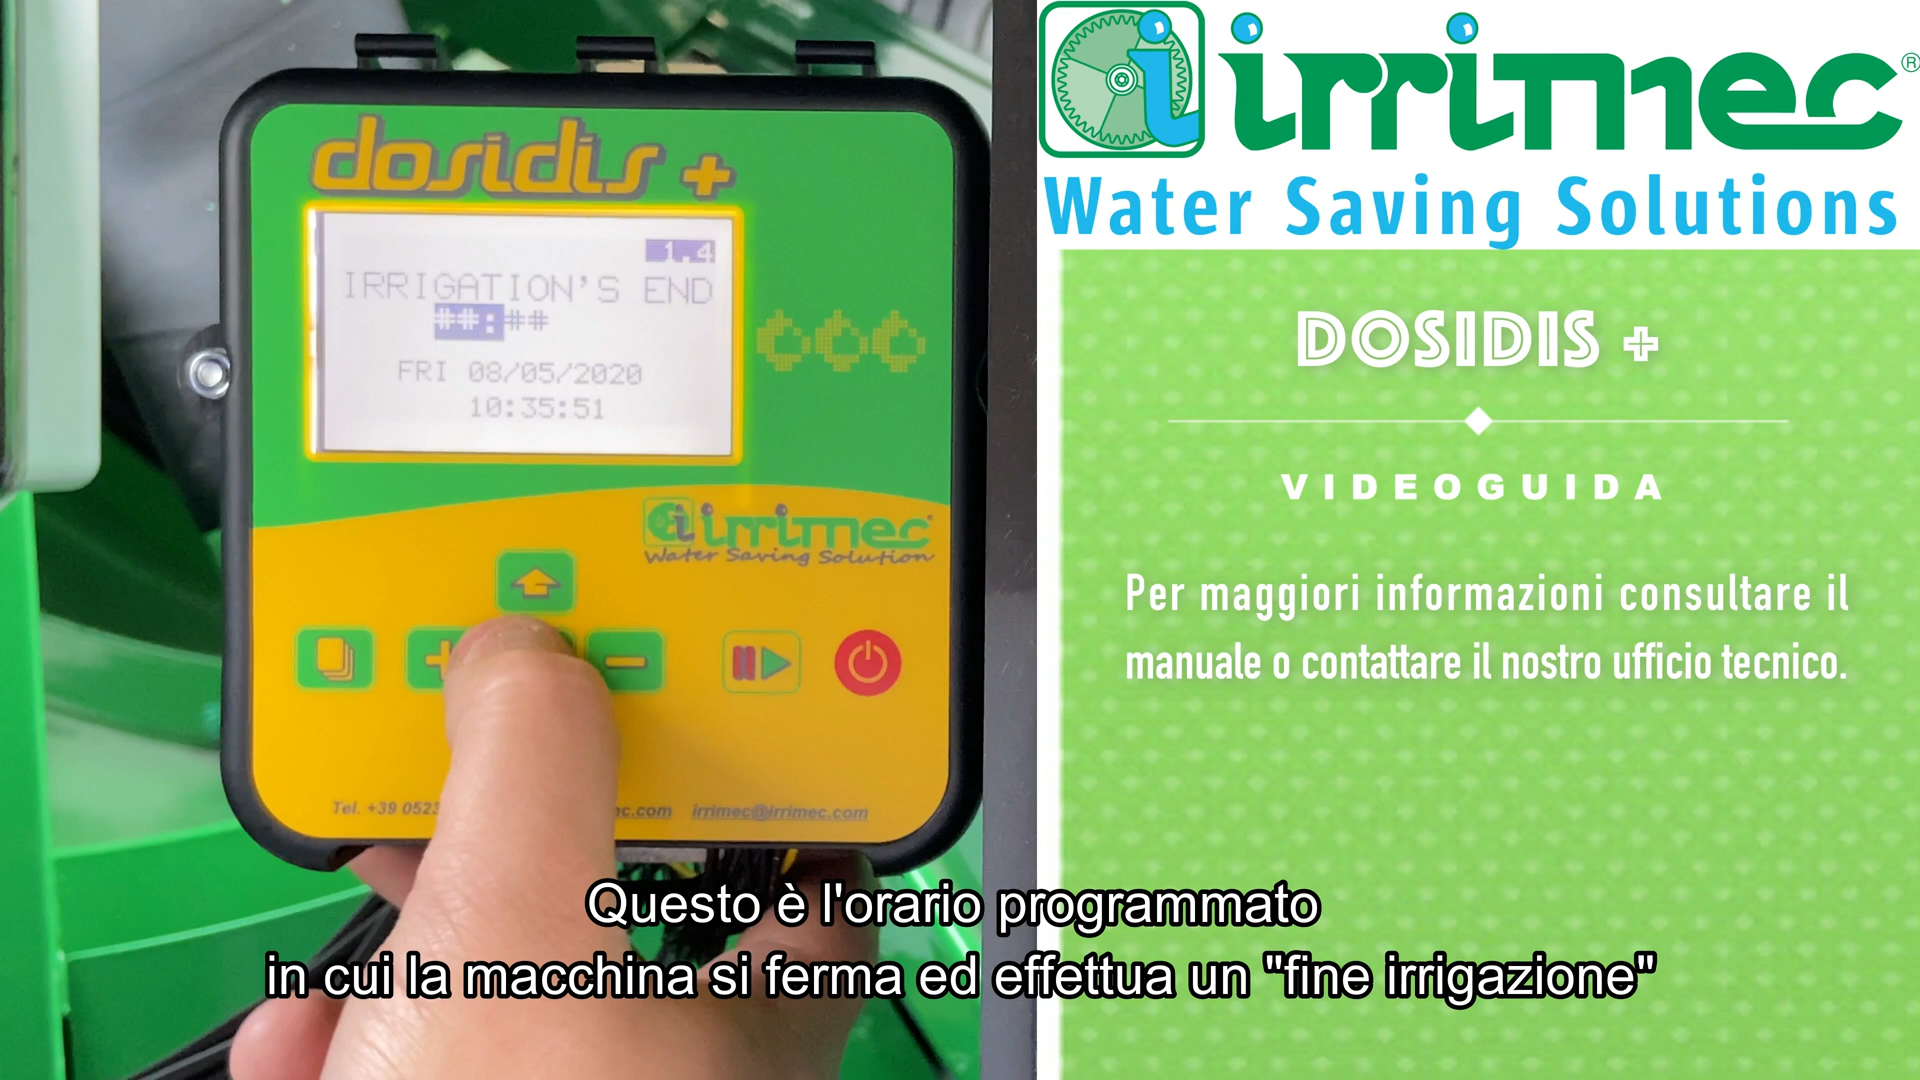 dosidis +
1.4
IRRIGATION'S END
##:##
FRI 08/05/2020
10:35:51
irrimec
Water Saving Solution
Tel. +39 0523
irrimec@irrimec.com
irrimec®
Water Saving Solutions
DOSIDIS +
VIDEOGUIDA
Per maggiori informazioni consultare il
manuale o contattare il nostro ufficio tecnico.
Questo è l'orario programmato
in cui la macchina si ferma ed effettua un "fine irrigazione"